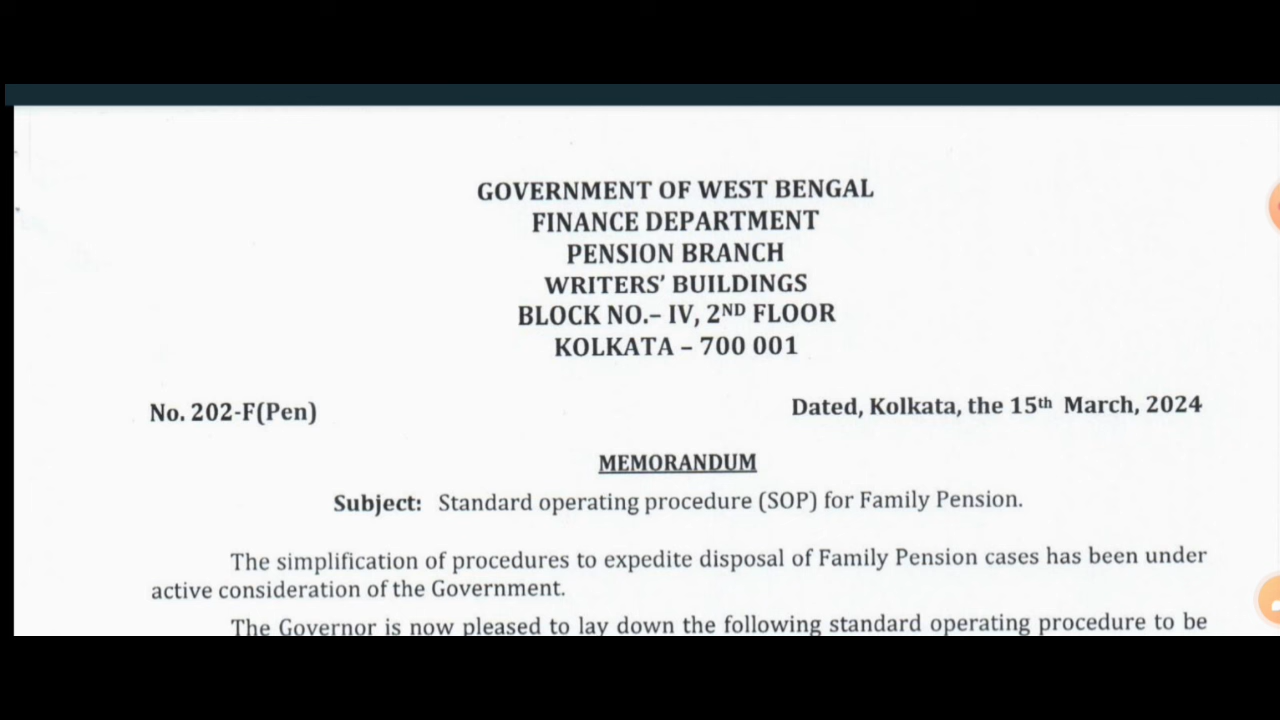 GOVERNMENT OF WEST BENGAL
FINANCE DEPARTMENT
PENSION BRANCH
WRITERS’ BUILDINGS
BLOCK NO.– IV, 2ND FLOOR
KOLKATA – 700 001
No. 202-F(Pen)
Dated, Kolkata, the 15th March, 2024
MEMORANDUM
Subject: Standard operating procedure (SOP) for Family Pension.
The simplification of procedures to expedite disposal of Family Pension cases has been under
active consideration of the Government.
The Governor is now pleased to lay down the following standard operating procedure to be